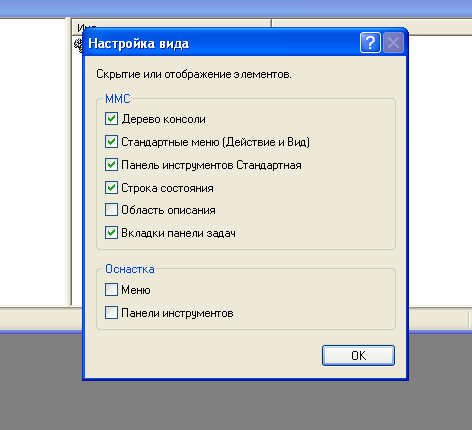 Настройка вида
Скрытие или отображение элементов.
MMC
Дерево консоли
Стандартные меню (Действие и Вид)
Панель инструментов Стандартная
Строка состояния
Область описания
Вкладки панели задач
Оснастка
Меню
Панели инструментов
OK